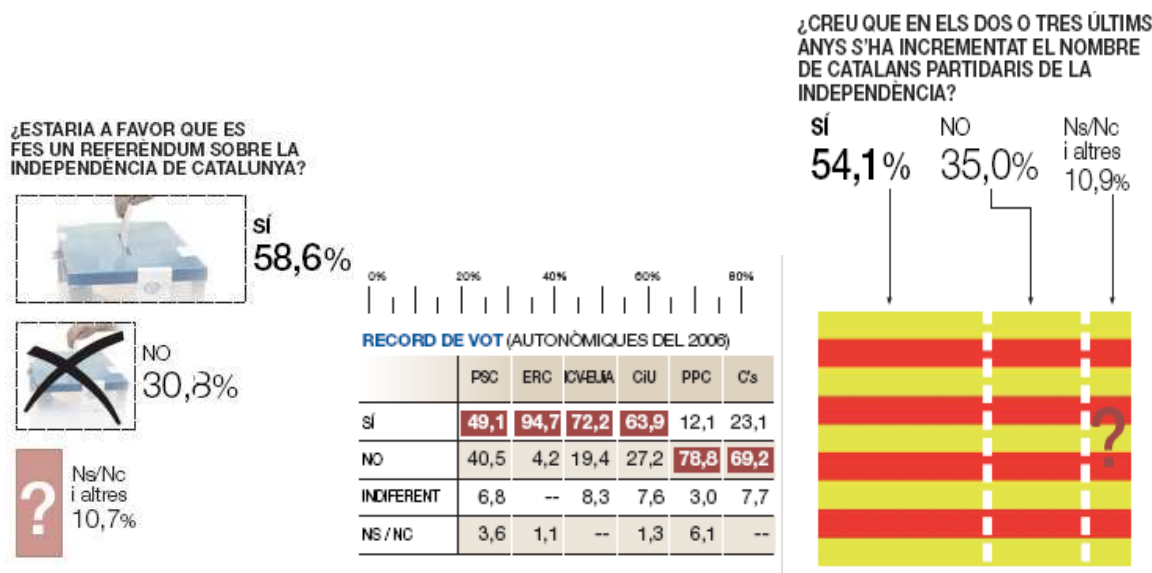 ¿ESTARIA A FAVOR QUE ES
FES UN REFERÈNDUM SOBRE LA
INDEPENDÈNCIA DE CATALUNYA?
SÍ
58,6%
NO
30,8%
?
Ns/Nc
i altres
10,7%
0% 20% 40% 60% 80%
RECORD DE VOT (AUTONÒMIQUES DEL 2006)
PSC ERC ICV-EUiA CiU PPC C's
SÍ 49,1 94,7 72,2 63,9 12,1 23,1
NO 40,5 4,2 19,4 27,2 78,8 69,2
INDIFERENT 6,8 -- 8,3 7,6 3,0 7,7
NS / NC 3,6 1,1 -- 1,3 6,1 --
¿CREU QUE EN ELS DOS O TRES ÚLTIMS
ANYS S'HA INCREMENTAT EL NOMBRE
DE CATALANS PARTIDARIS DE LA
INDEPENDÈNCIA?
SÍ
54,1%
NO
35,0%
Ns/Nc
i altres
10,9%
?